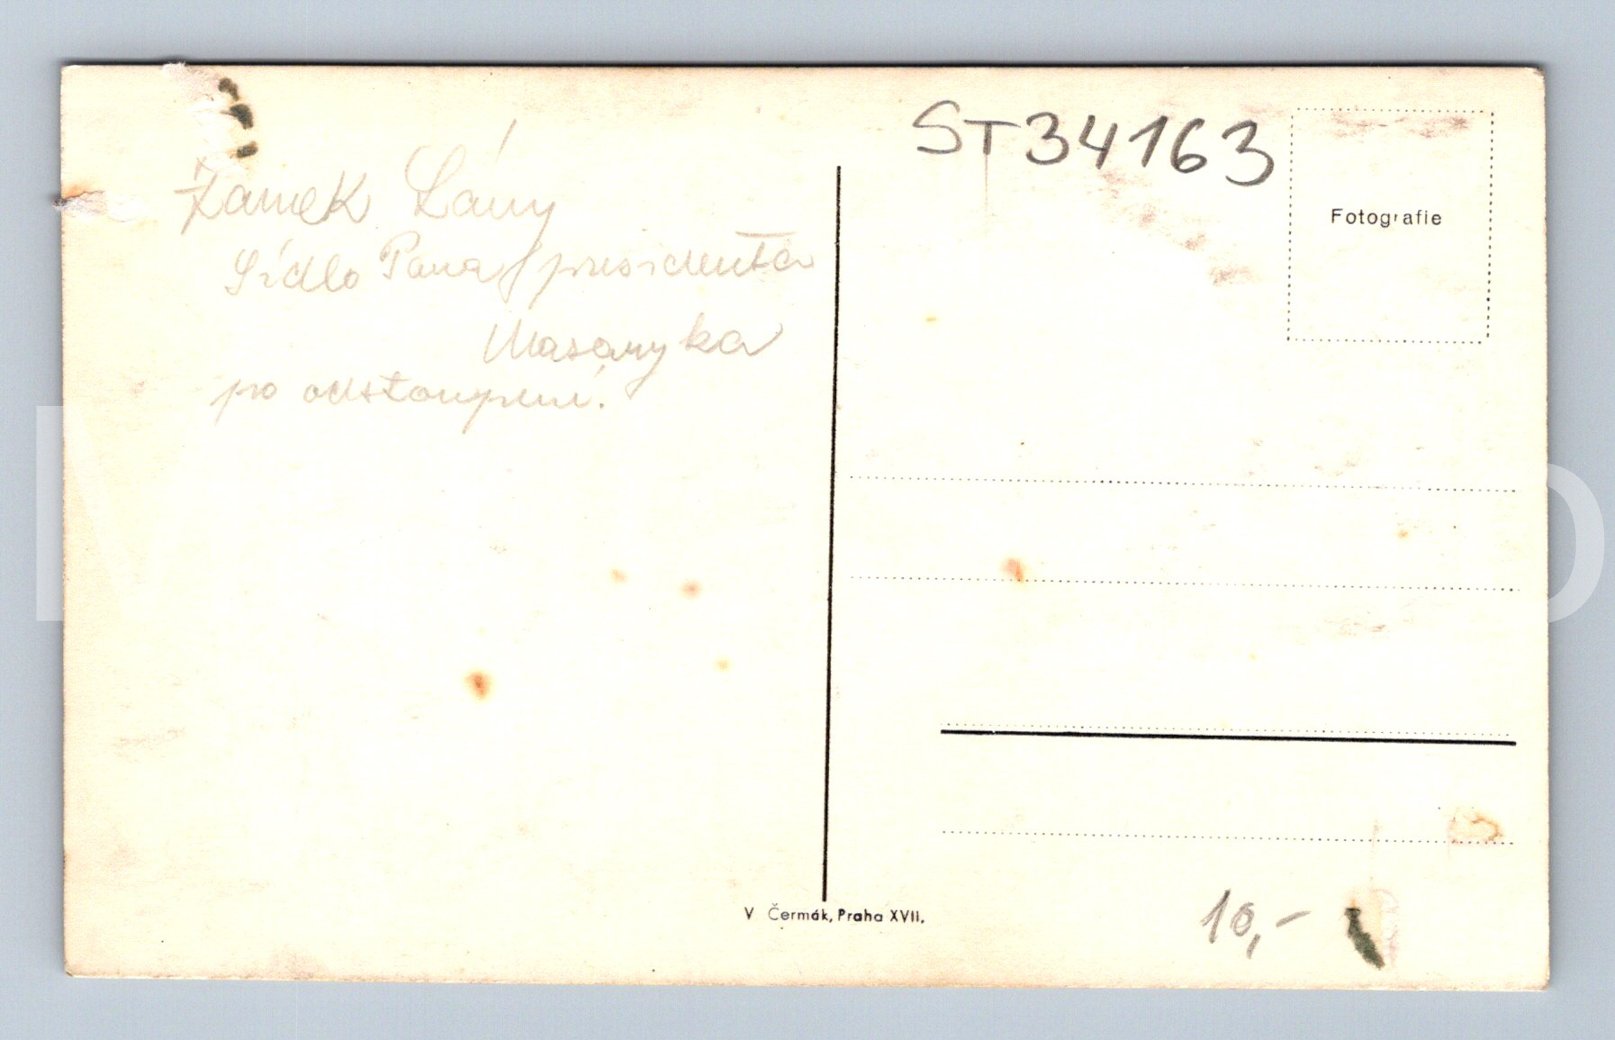 Zámek Lány
Sídlo Pana presidenta
Masaryka
po odstoupení.
ST34163
Fotografie
V Čermák, Praha XVII.
10,-